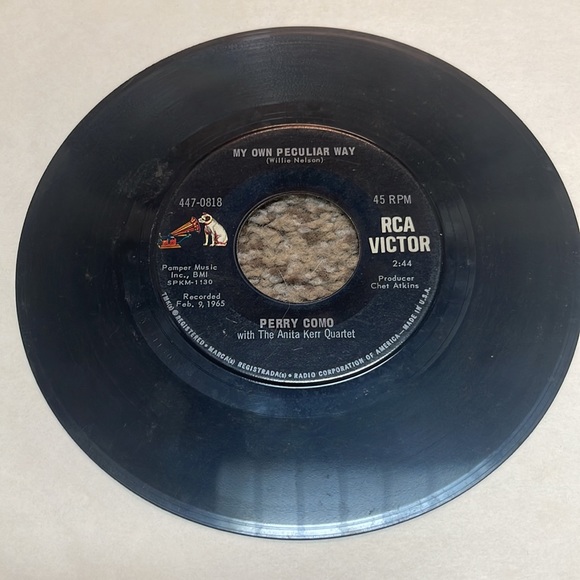 MY OWN PECULIAR WAY
(Willie Nelson)
447-0818
45 RPM
RCA
VICTOR
Pamper Music
Inc., BMI
SPKM-1130
2:44
Producer
Chet Atkins
Recorded
Feb. 9, 1965
PERRY COMO
with The Anita Kerr Quartet
TMK(s) ® REGISTERED • MARCA(s) REGISTRADA(s) • RADIO CORPORATION OF AMERICA—MADE IN U.S.A.